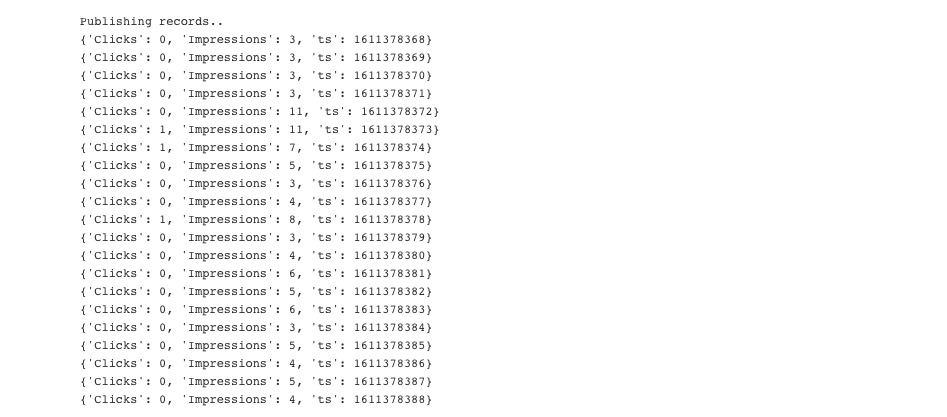 Publishing records..
{'Clicks': 0, 'Impressions': 3, 'ts': 1611378368}
{'Clicks': 0, 'Impressions': 3, 'ts': 1611378369}
{'Clicks': 0, 'Impressions': 3, 'ts': 1611378370}
{'Clicks': 0, 'Impressions': 3, 'ts': 1611378371}
{'Clicks': 0, 'Impressions': 11, 'ts': 1611378372}
{'Clicks': 1, 'Impressions': 11, 'ts': 1611378373}
{'Clicks': 1, 'Impressions': 7, 'ts': 1611378374}
{'Clicks': 0, 'Impressions': 5, 'ts': 1611378375}
{'Clicks': 0, 'Impressions': 3, 'ts': 1611378376}
{'Clicks': 0, 'Impressions': 4, 'ts': 1611378377}
{'Clicks': 1, 'Impressions': 8, 'ts': 1611378378}
{'Clicks': 0, 'Impressions': 3, 'ts': 1611378379}
{'Clicks': 0, 'Impressions': 4, 'ts': 1611378380}
{'Clicks': 0, 'Impressions': 6, 'ts': 1611378381}
{'Clicks': 0, 'Impressions': 5, 'ts': 1611378382}
{'Clicks': 0, 'Impressions': 6, 'ts': 1611378383}
{'Clicks': 0, 'Impressions': 3, 'ts': 1611378384}
{'Clicks': 0, 'Impressions': 5, 'ts': 1611378385}
{'Clicks': 0, 'Impressions': 4, 'ts': 1611378386}
{'Clicks': 0, 'Impressions': 5, 'ts': 1611378387}
{'Clicks': 0, 'Impressions': 4, 'ts': 1611378388}